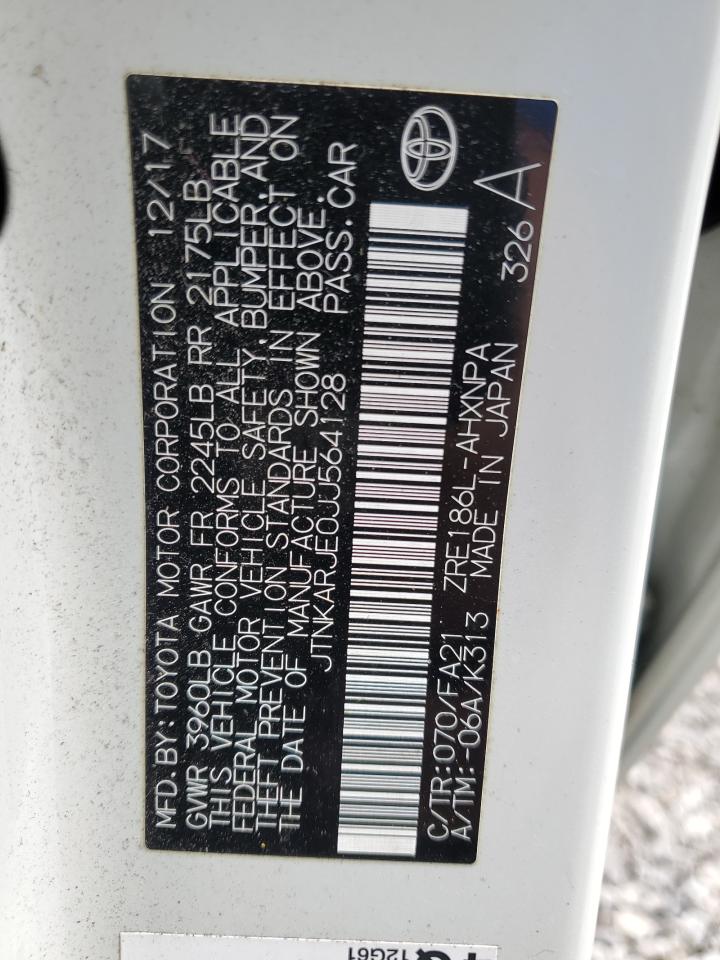 MFD.BY:TOYOTA MOTOR CORPORATION 12/17
GVWR 3960LB GAWR FR 2245LB RR 2175LB
THIS VEHICLE CONFORMS TO ALL APPLICABLE
FEDERAL MOTOR VEHICLE SAFETY, BUMPER, AND
THEFT PREVENTION STANDARDS IN EFFECT ON
THE DATE OF MANUFACTURE SHOWN ABOVE.
JTNKARJE0JJ564128 PASS.CAR
C/TR:070/FA21 ZRE186L-AHXNPA
A/TM:-06A/K313 MADE IN JAPAN 326 A
12G61